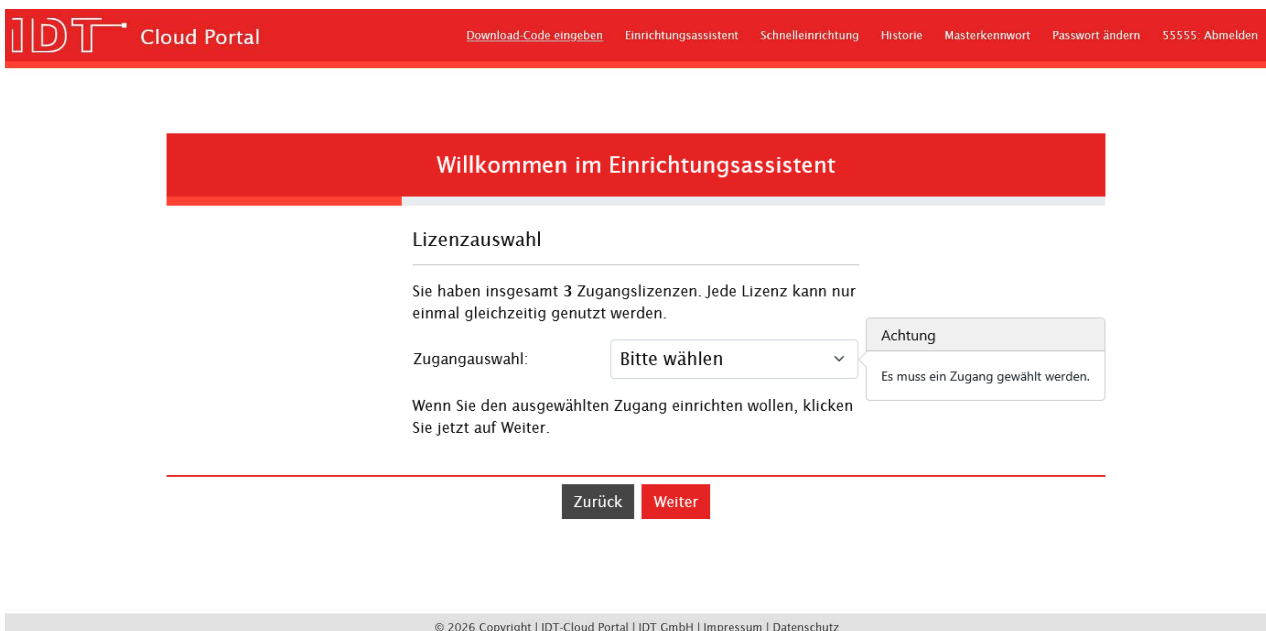 IDT Cloud Portal
Download-Code eingeben Einrichtungsassistent Schnelleinrichtung Historie Masterkennwort Passwort ändern 55555: Abmelden
Willkommen im Einrichtungsassistent
Lizenzauswahl
Sie haben insgesamt 3 Zugangslizenzen. Jede Lizenz kann nur
einmal gleichzeitig genutzt werden.
Zugangauswahl: Bitte wählen
Achtung
Es muss ein Zugang gewählt werden.
Wenn Sie den ausgewählten Zugang einrichten wollen, klicken
Sie jetzt auf Weiter.
Zurück Weiter
© 2026 Copyright | IDT-Cloud Portal | IDT GmbH | Impressum | Datenschutz